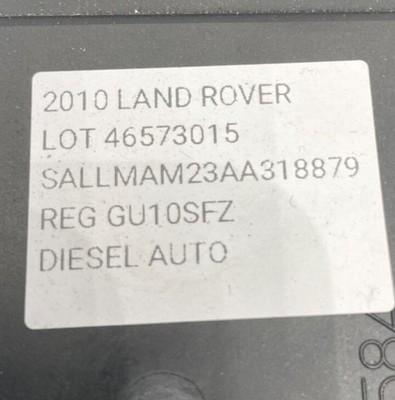 2010 LAND ROVER
LOT 46573015
SALLMAM23AA318879
REG GU10SFZ
DIESEL AUTO